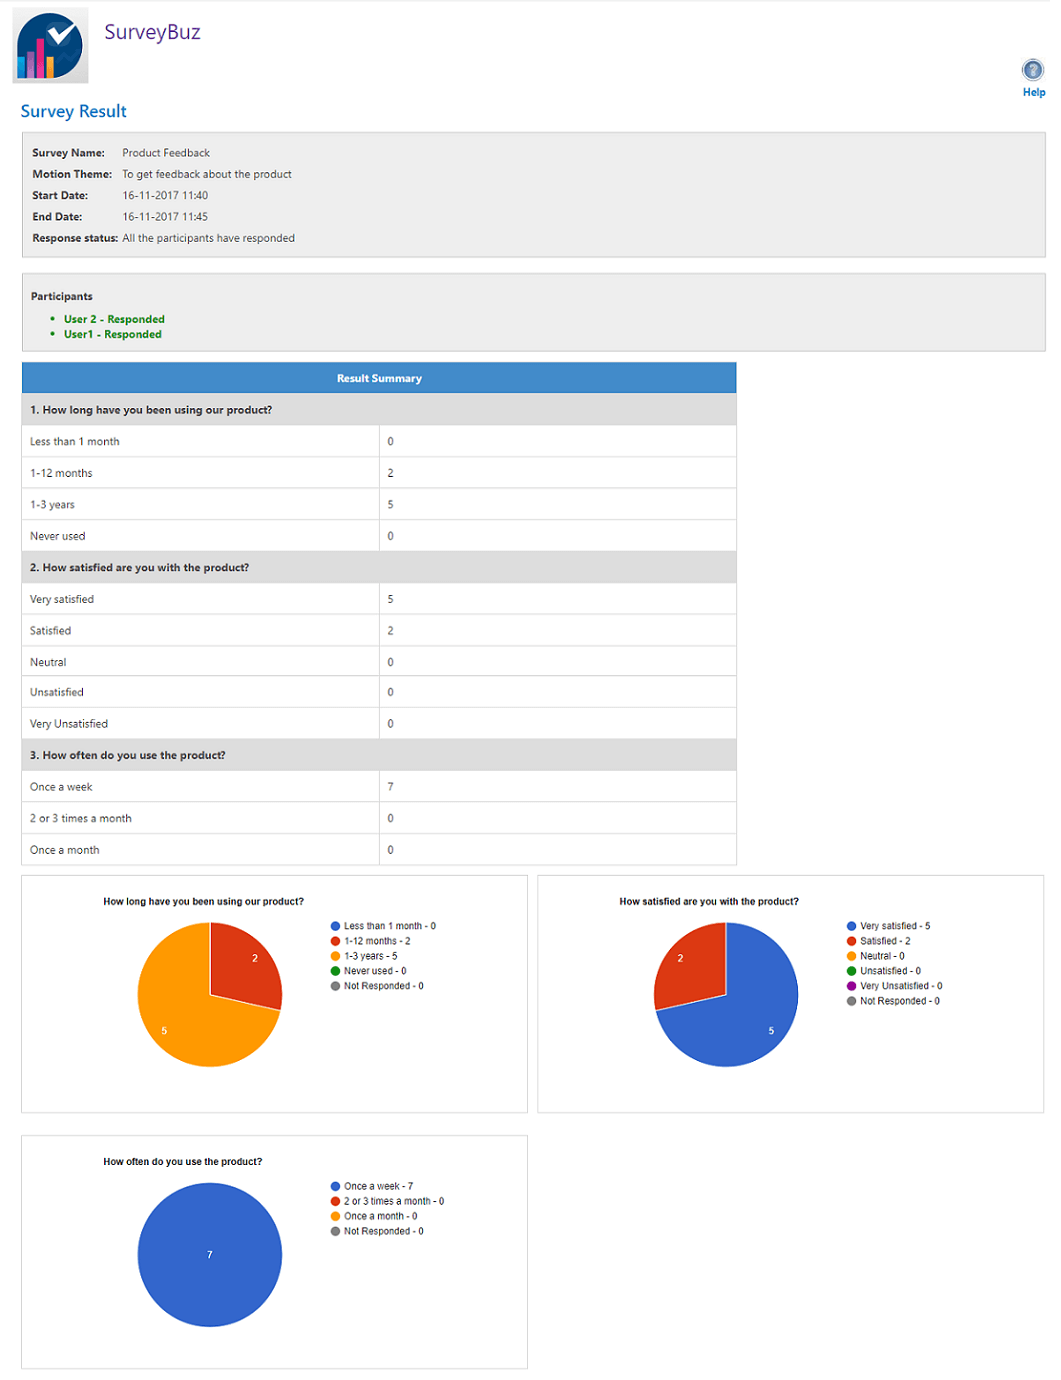 SurveyBuz
Help
Survey Result
Survey Name: Product Feedback
Motion Theme: To get feedback about the product
Start Date: 16-11-2017 11:40
End Date: 16-11-2017 11:45
Response status: All the participants have responded
Participants
• User 2 - Responded
• User1 - Responded
Result Summary
1. How long have you been using our product?
Less than 1 month 0
1-12 months 2
1-3 years 5
Never used 0
2. How satisfied are you with the product?
Very satisfied 5
Satisfied 2
Neutral 0
Unsatisfied 0
Very Unsatisfied 0
3. How often do you use the product?
Once a week 7
2 or 3 times a month 0
Once a month 0
How long have you been using our product?
2
5
Less than 1 month - 0
1-12 months - 2
1-3 years - 5
Never used - 0
Not Responded - 0
How satisfied are you with the product?
2
5
Very satisfied - 5
Satisfied - 2
Neutral - 0
Unsatisfied - 0
Very Unsatisfied - 0
Not Responded - 0
How often do you use the product?
7
Once a week - 7
2 or 3 times a month - 0
Once a month - 0
Not Responded - 0